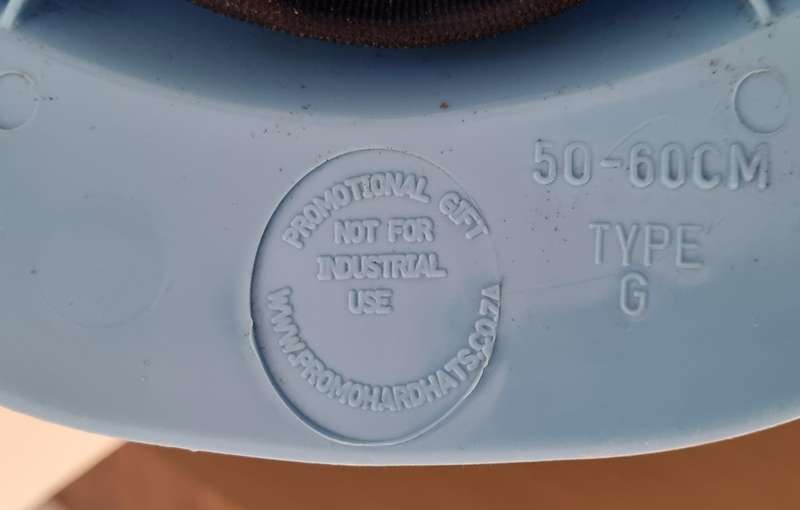 PROMOTIONAL GIFT
NOT FOR
INDUSTRIAL
USE
WWW.PROMOHARDHATS.CO.ZA
50-60CM
TYPE
G